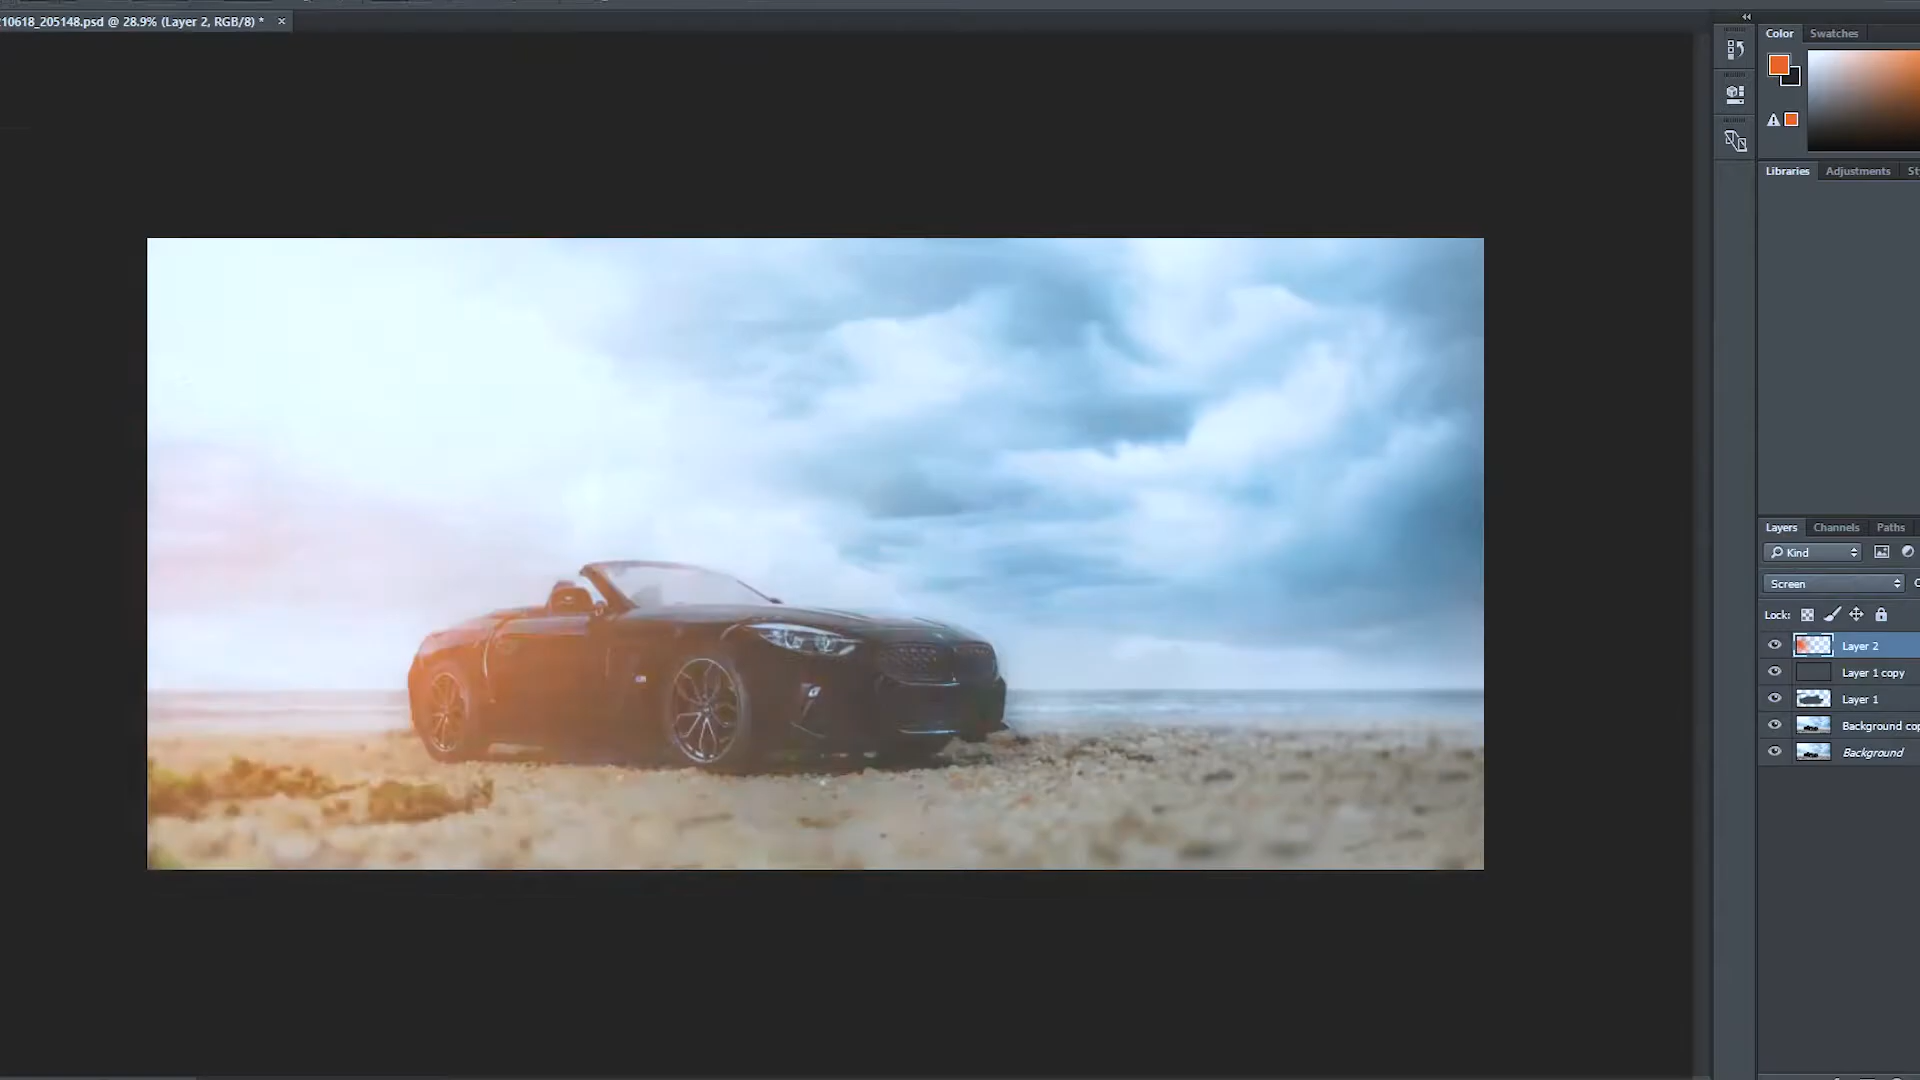 10618_205148.psd @ 28.9% (Layer 2, RGB/8) *
Color
Swatches
Libraries
Adjustments
Layers
Channels
Paths
Kind
Screen
Lock:
Layer 2
Layer 1 copy
Layer 1
Background
Background